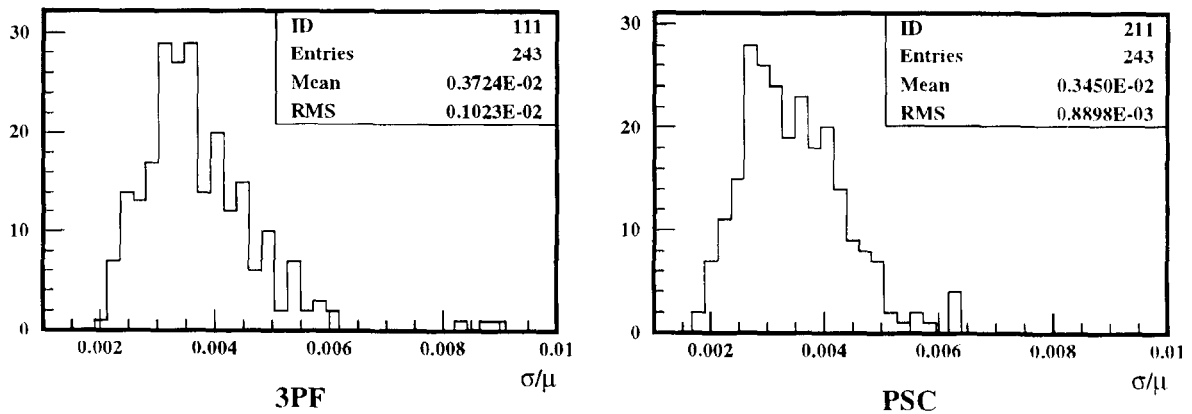 30
20
10
0
ID 111
Entries 243
Mean 0.3724E-02
RMS 0.1023E-02
0.002 0.004 0.006 0.008 0.01
σ/μ
3PF
30
20
10
0
ID 211
Entries 243
Mean 0.3450E-02
RMS 0.8898E-03
0.002 0.004 0.006 0.008 0.01
σ/μ
PSC